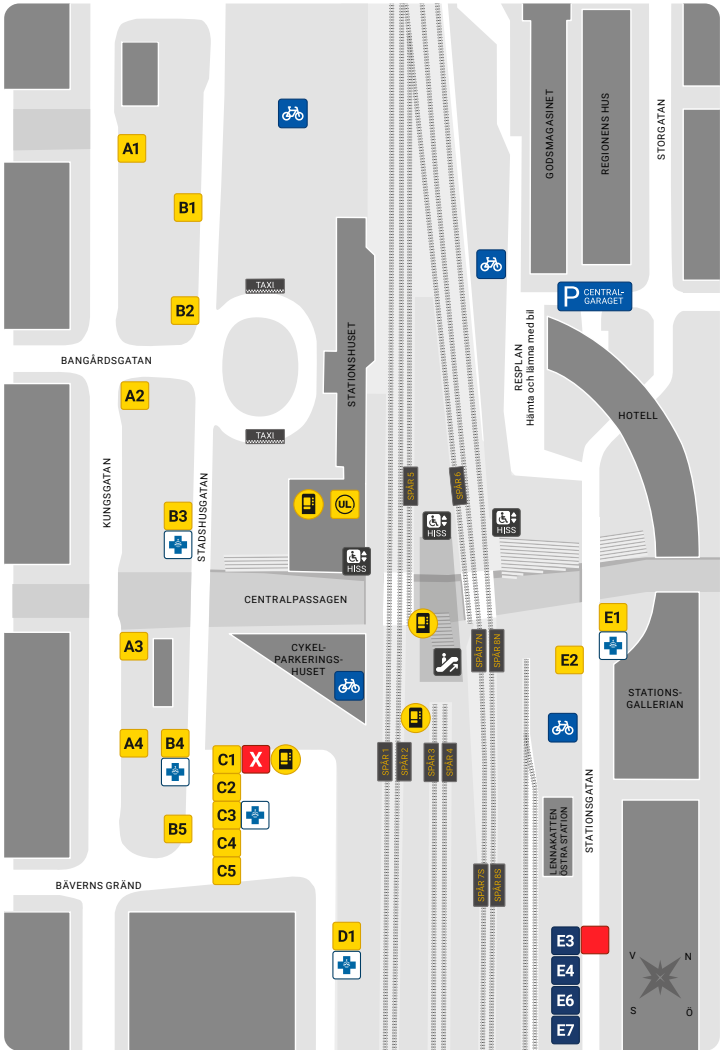 GODSMAGASINET
REGIONENS HUS
STORGATAN
A1
B1
TAXI
P CENTRAL-
GARAGET
B2
RESPLAN
Hämta och lämna med bil
STATIONSHUSET
BANGÅRDSGATAN
A2
HOTELL
TAXI
KUNGSGATAN
STADSHUSGATAN
SPÅR 5
SPÅR 6
B3
UL
HISS
HISS
HISS
CENTRALPASSAGEN
E1
A3
CYKEL-
PARKERINGS-
HUSET
SPÅR 7N
SPÅR 8N
E2
STATIONS-
GALLERIAN
A4
B4
C1
X
SPÅR 1
SPÅR 2
SPÅR 3
SPÅR 4
C2
STATIONSGATAN
C3
B5
C4
LENNAKATTEN
ÖSTRA STATION
C5
BÄVERNS GRÄND
SPÅR 7S
SPÅR 8S
D1
E3
E4
E6
E7
V
N
S
Ö